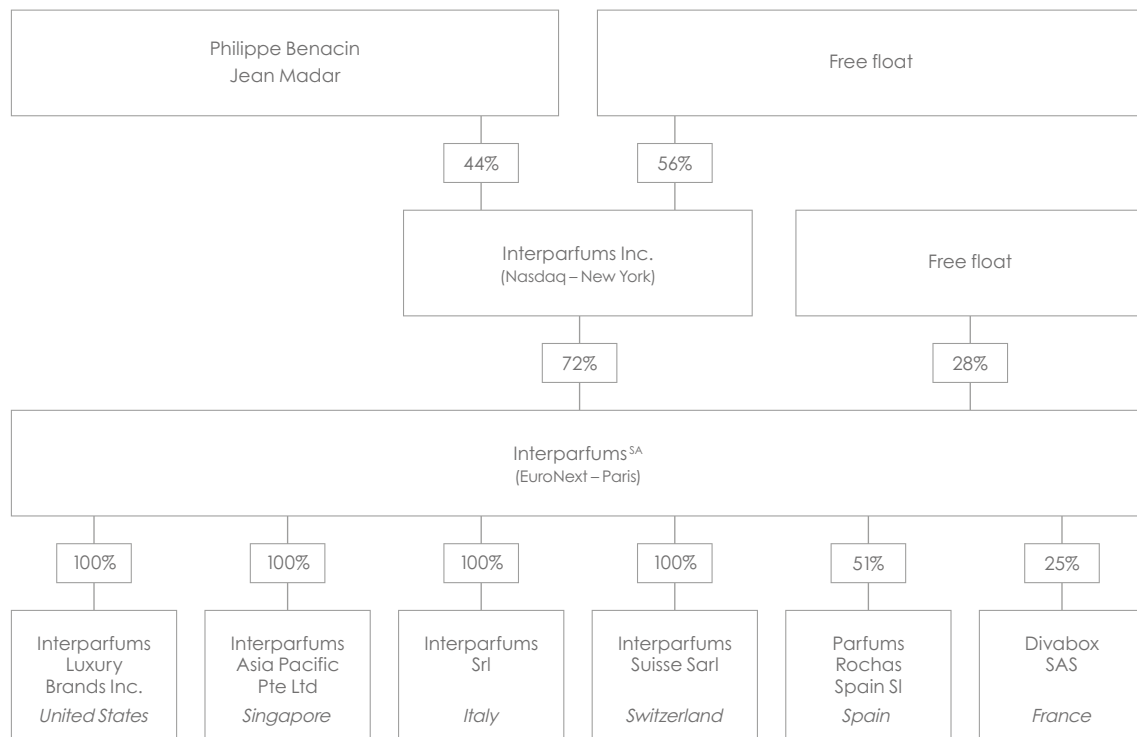 Philippe Benacin
Jean Madar
Free float
44%
56%
Interparfums Inc.
(Nasdaq – New York)
Free float
72%
28%
Interparfums SA
(EuroNext – Paris)
100%
100%
100%
100%
51%
25%
Interparfums
Luxury
Brands Inc.
United States
Interparfums
Asia Pacific
Pte Ltd
Singapore
Interparfums
Srl
Italy
Interparfums
Suisse Sarl
Switzerland
Parfums
Rochas
Spain Sl
Spain
Divabox
SAS
France